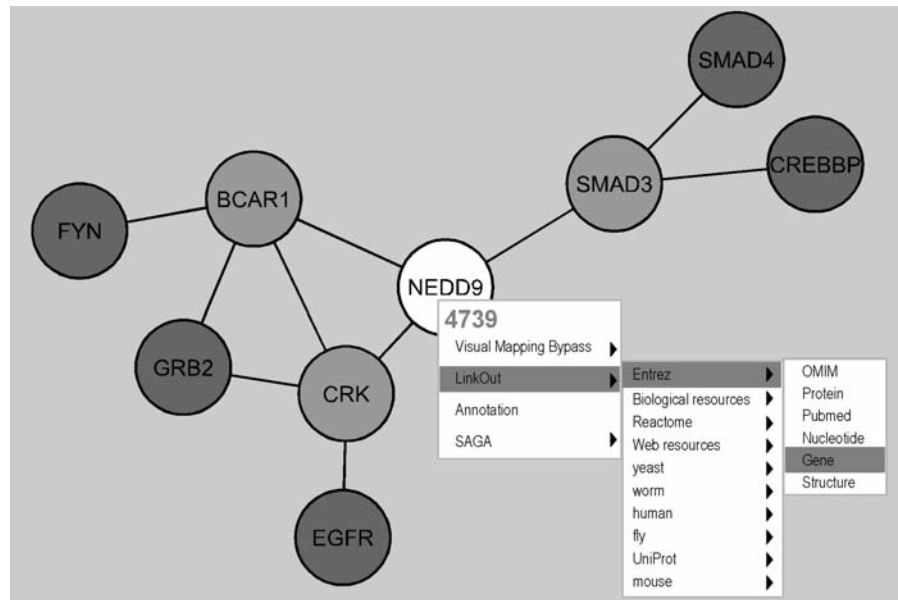 SMAD4
CREBBP
SMAD3
BCAR1
FYN
NEDD9
GRB2
CRK
EGFR
4739
Visual Mapping Bypass
LinkOut
Annotation
SAGA
Entrez
Biological resources
Reactome
Web resources
yeast
worm
human
fly
UniProt
mouse
OMIM
Protein
Pubmed
Nucleotide
Gene
Structure